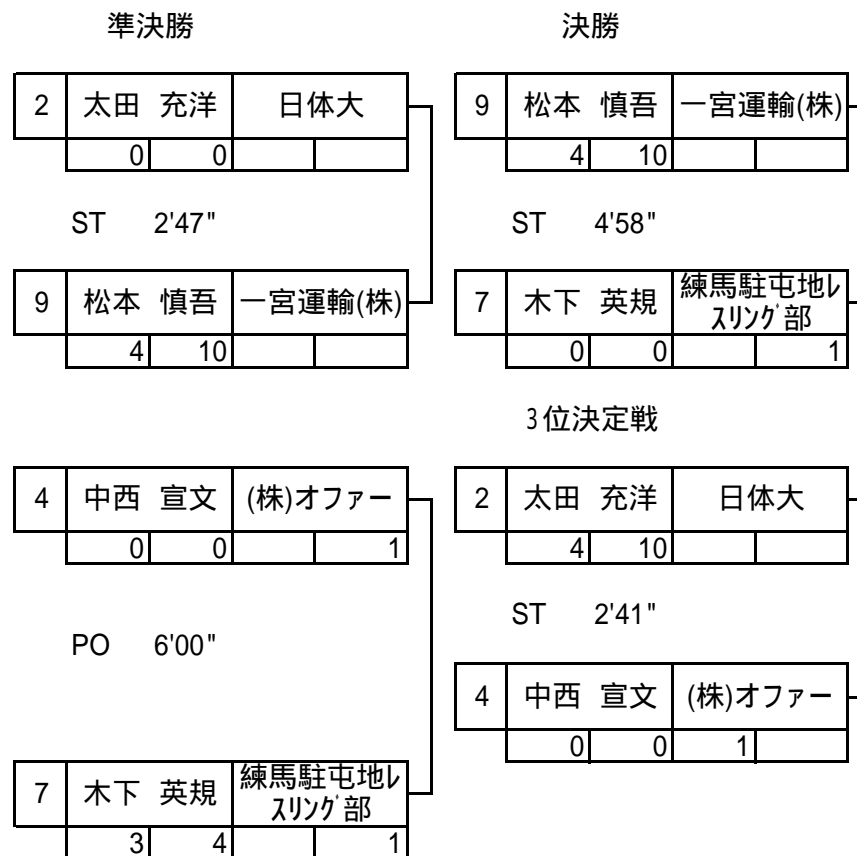 準決勝
2 太田 充洋 日体大
0 0
ST 2'47"
9 松本 慎吾 一宮運輸(株)
4 10
4 中西 宣文 (株)オファー
0 0 1
PO 6'00"
7 木下 英規 練馬駐屯地ﾚ
ｽﾘﾝｸﾞ部
3 4 1
決勝
9 松本 慎吾 一宮運輸(株)
4 10
ST 4'58"
7 木下 英規 練馬駐屯地ﾚ
ｽﾘﾝｸﾞ部
0 0 1
3位決定戦
2 太田 充洋 日体大
4 10
ST 2'41"
4 中西 宣文 (株)オファー
0 0 1